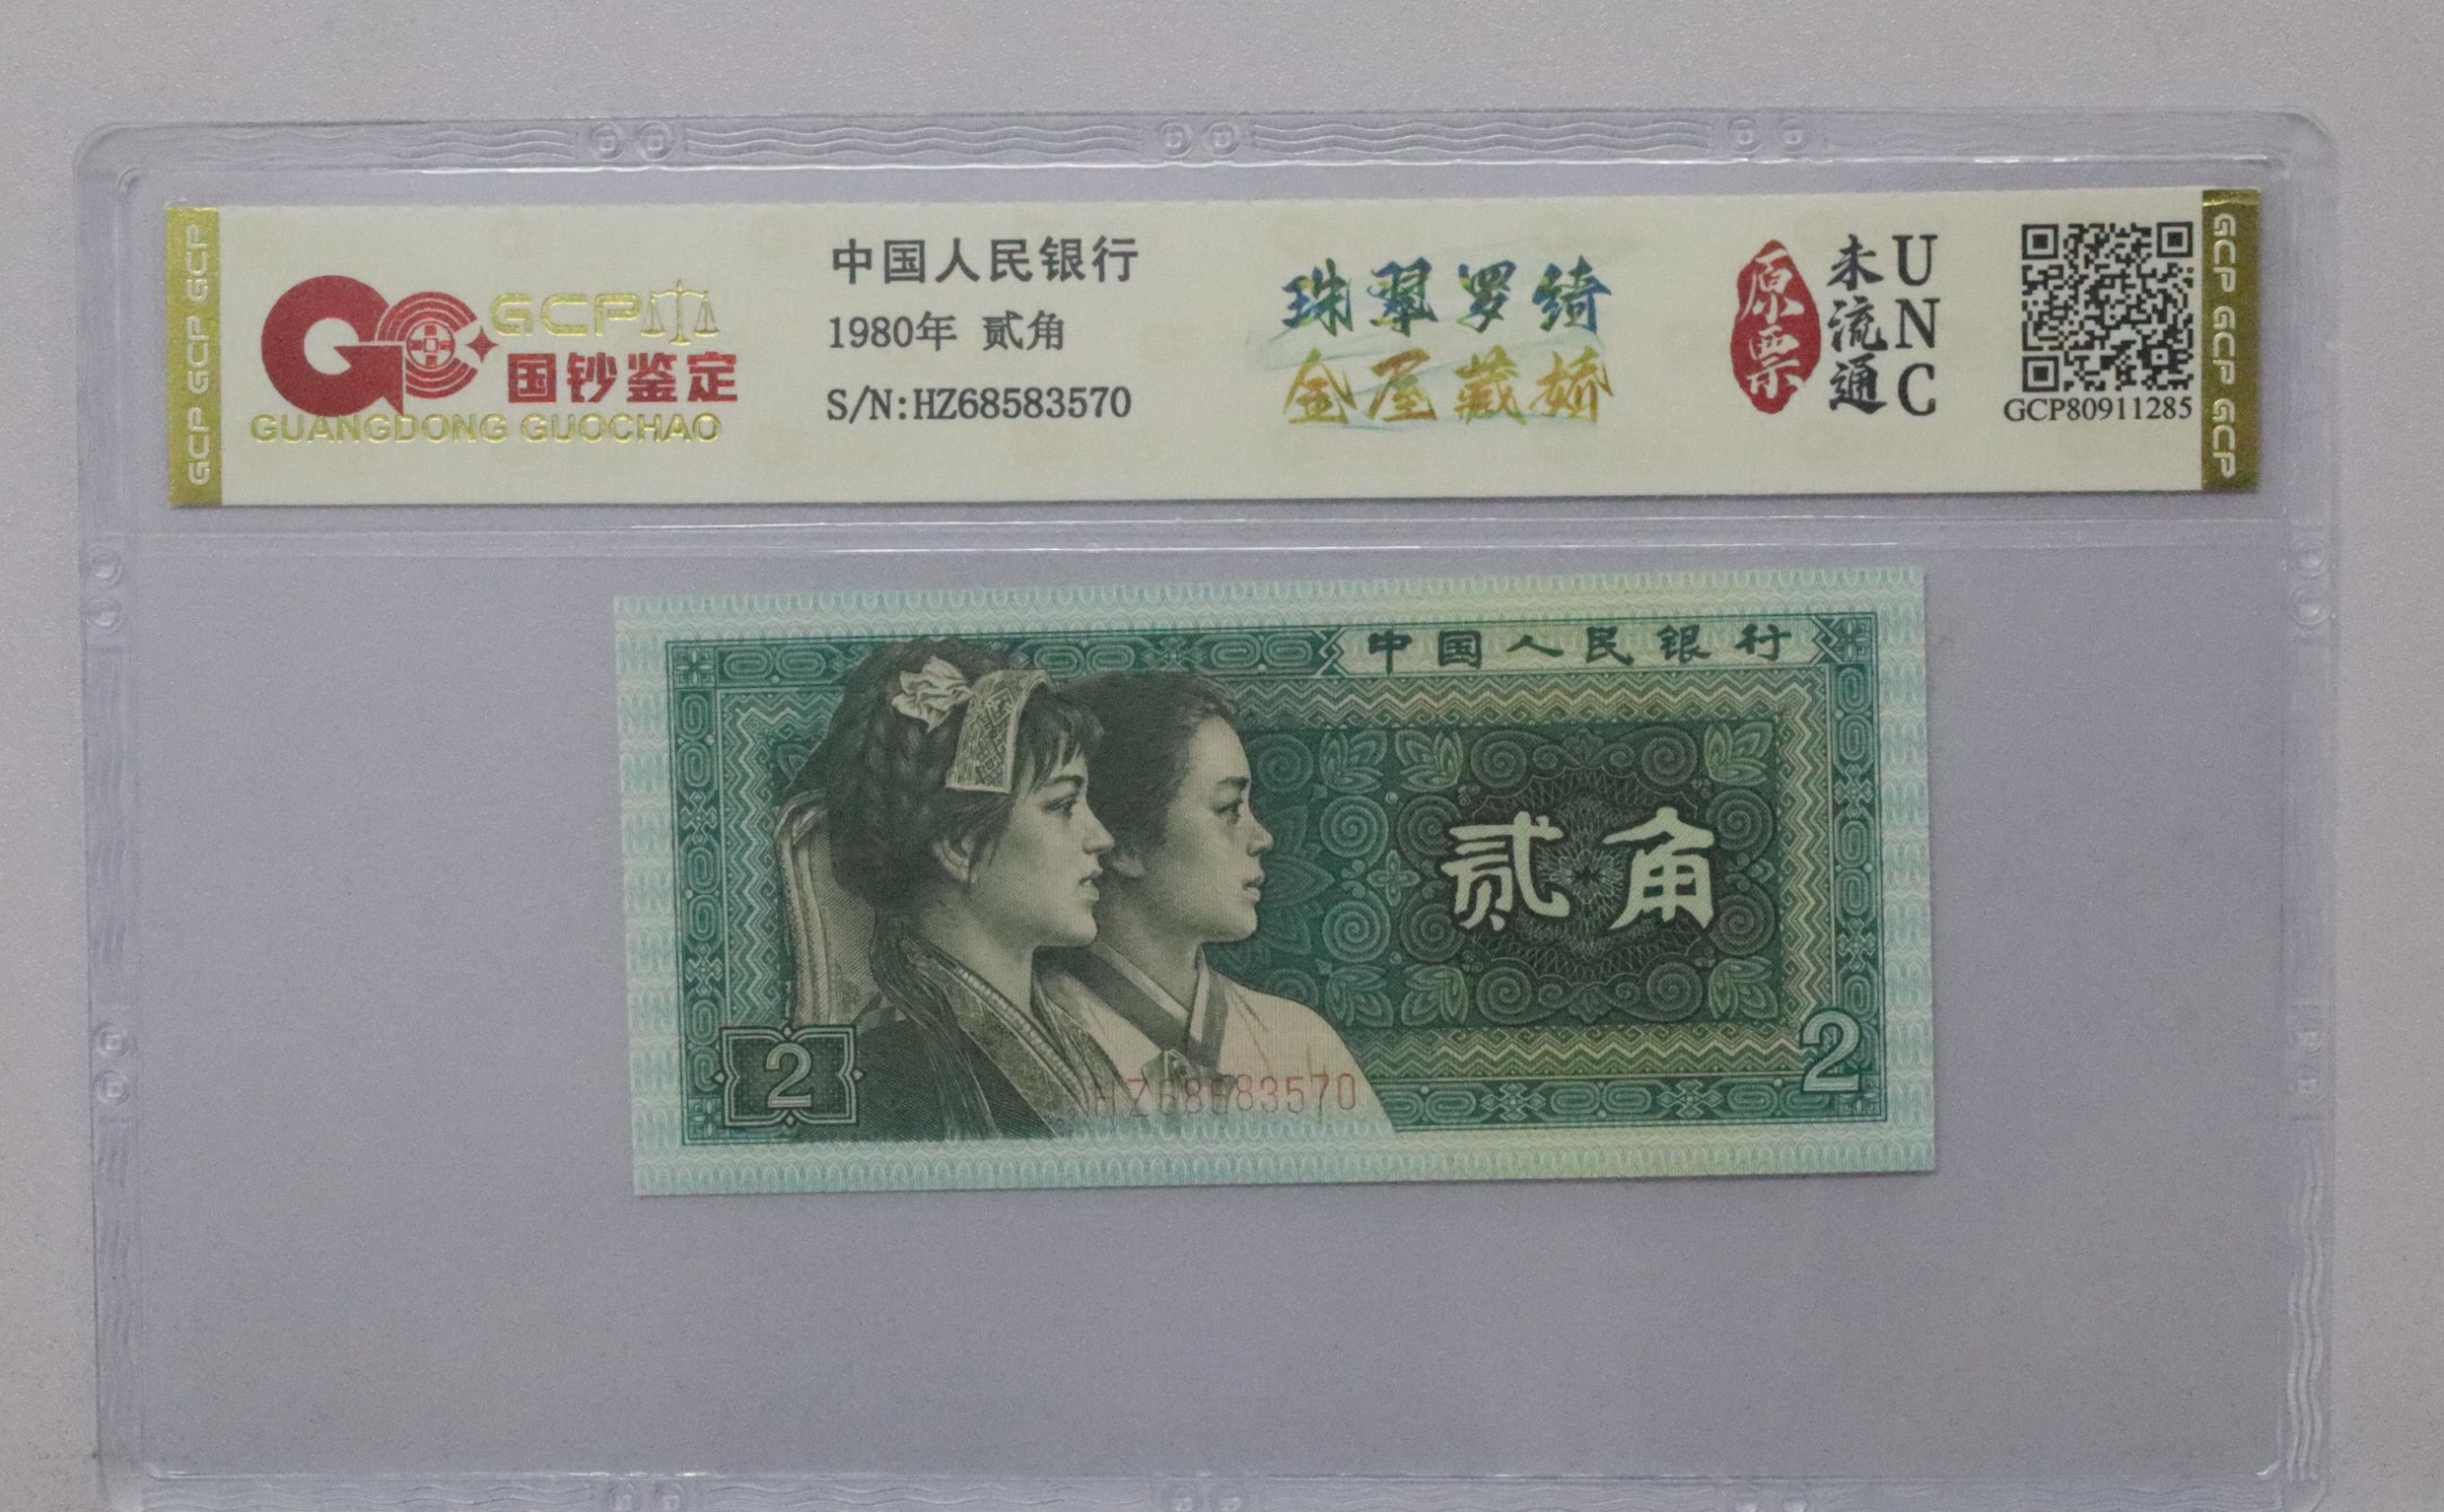 GCP GCP GCP
GCP
国钞鉴定
GUANGDONG GUOCHAO
中国人民银行
1980年 贰角
S/N:HZ68583570
珠翠罗绮
金屋藏娇
原票
未流通
UNC
GCP80911285
GCP GCP GCP
中国人民银行
贰角
2
HZ68583570
2